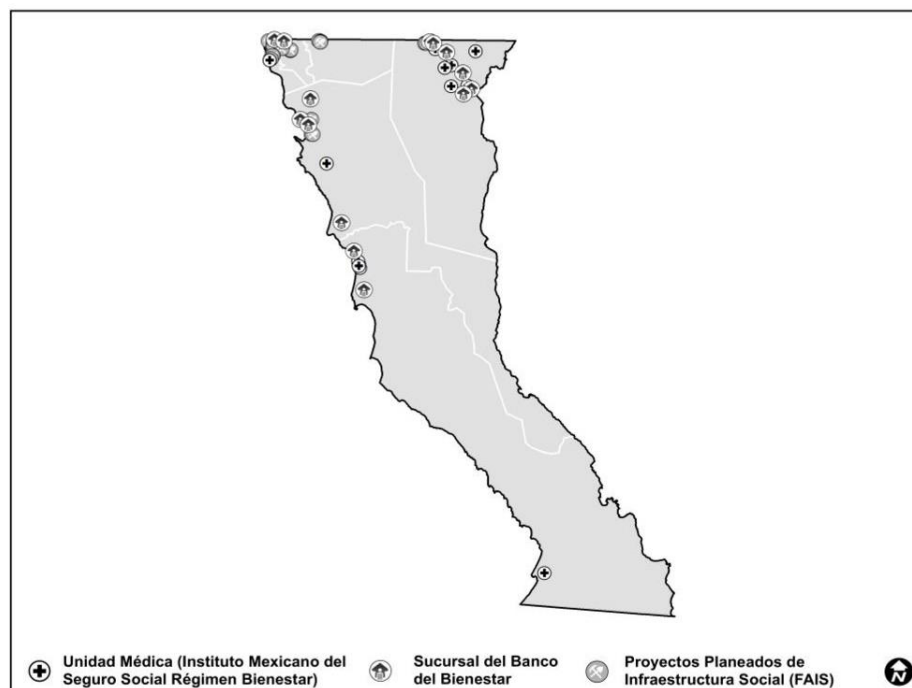 Unidad Médica (Instituto Mexicano del
Seguro Social Régimen Bienestar)
Sucursal del Banco
del Bienestar
Proyectos Planeados de
Infraestructura Social (FAIS)
N